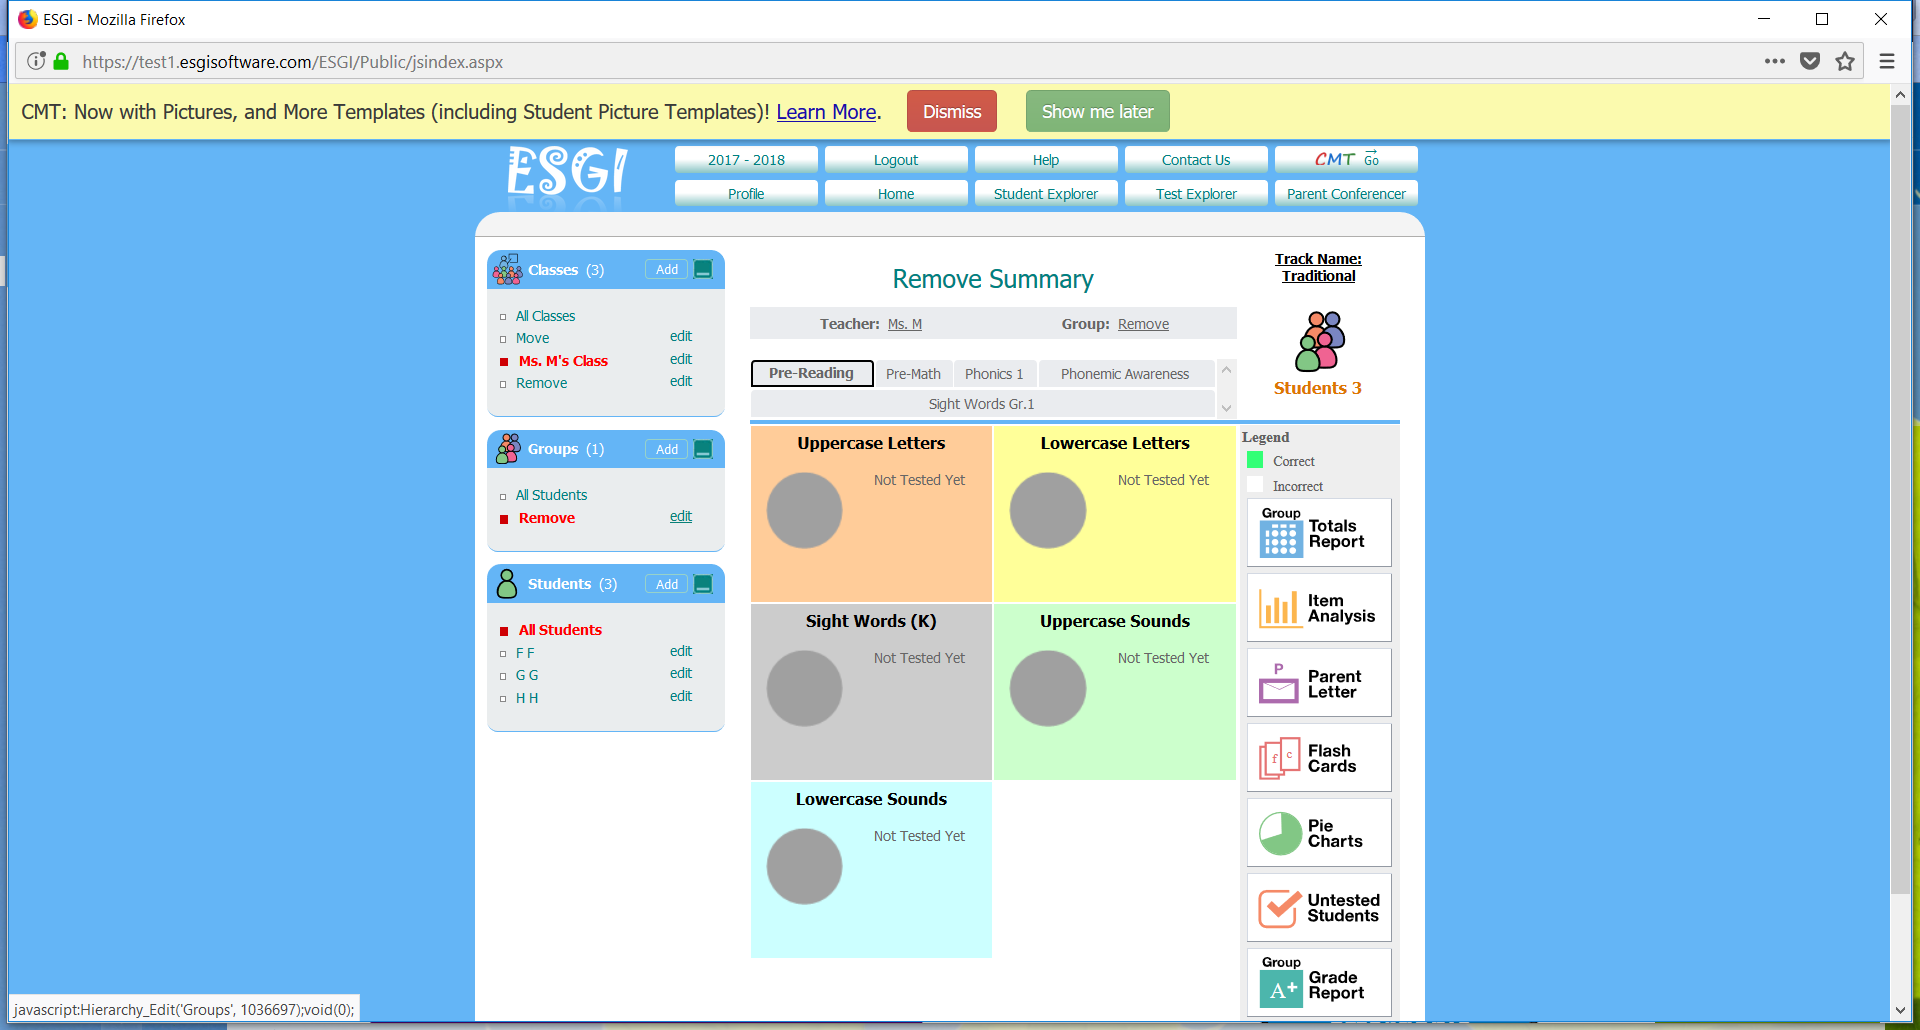 ESGI - Mozilla Firefox
https://test1.esgisoftware.com/ESGI/Public/jsindex.aspx
CMT: Now with Pictures, and More Templates (including Student Picture Templates)! Learn More. Dismiss Show me later
ESGI
2017 - 2018 Logout Help Contact Us CMT Go
Profile Home Student Explorer Test Explorer Parent Conferencer
Classes (3) Add
All Classes
Move edit
Ms. M's Class edit
Remove edit
Groups (1) Add
All Students
Remove edit
Students (3) Add
All Students
F F edit
G G edit
H H edit
Remove Summary
Teacher: Ms. M Group: Remove
Pre-Reading Pre-Math Phonics 1 Phonemic Awareness
Sight Words Gr.1
Track Name:
Traditional
Students 3
Uppercase Letters
Not Tested Yet
Lowercase Letters
Not Tested Yet
Sight Words (K)
Not Tested Yet
Uppercase Sounds
Not Tested Yet
Lowercase Sounds
Not Tested Yet
Legend
Correct
Incorrect
Group
Totals
Report
Item
Analysis
P
Parent
Letter
f c
Flash
Cards
Pie
Charts
Untested
Students
Group
A+
Grade
Report
javascript:Hierarchy_Edit('Groups', 1036697);void(0);